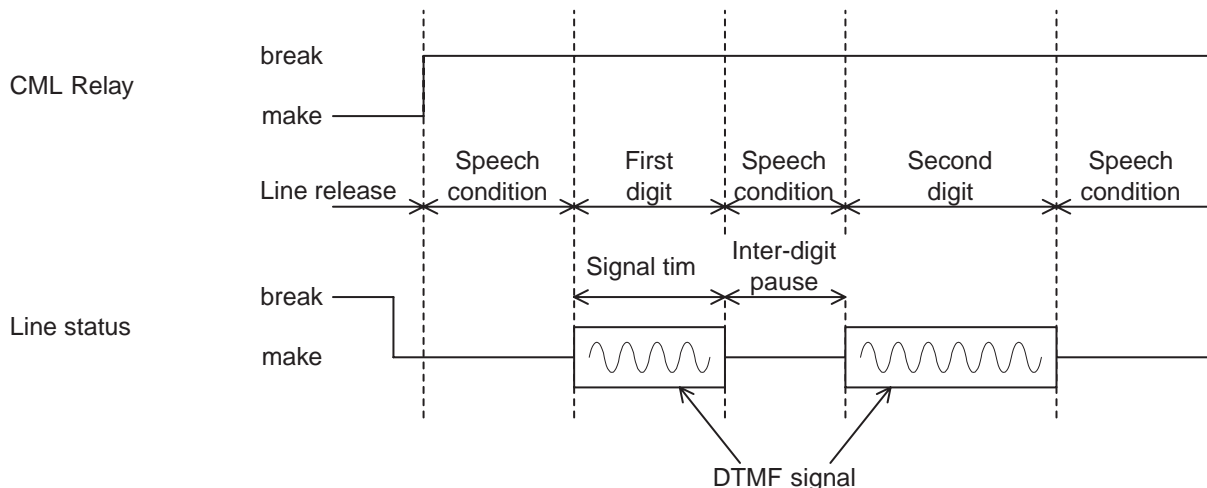 break
CML Relay
make
Speech condition
First digit
Speech condition
Second digit
Speech condition
Line release
Signal tim
Inter-digit pause
break
Line status
make
DTMF signal